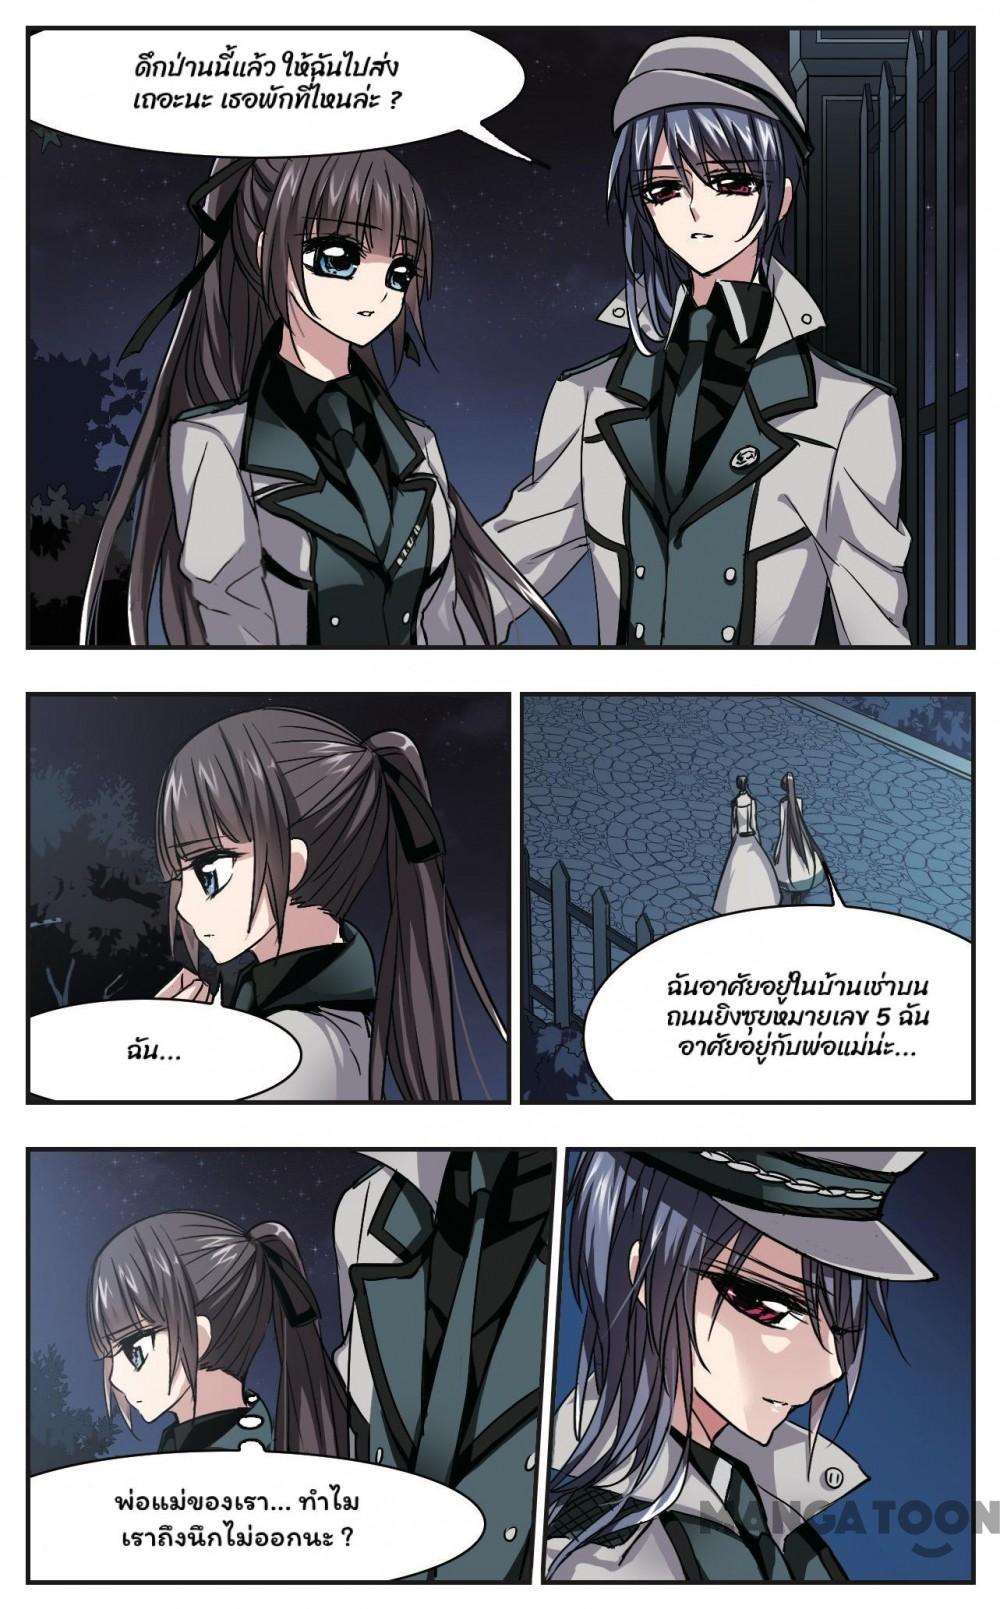 ดึกป่านนี้แล้ว ให้ฉันไปส่ง
เถอะนะ เธอพักที่ไหนล่ะ ?
ฉัน...
ฉันอาศัยอยู่ในบ้านเช่าบน
ถนนยิงซุยหมายเลข 5 ฉัน
อาศัยอยู่กับพ่อแม่น่ะ...
พ่อแม่ของเรา... ทำไม
เราถึงนึกไม่ออกนะ ?
MANGATOON